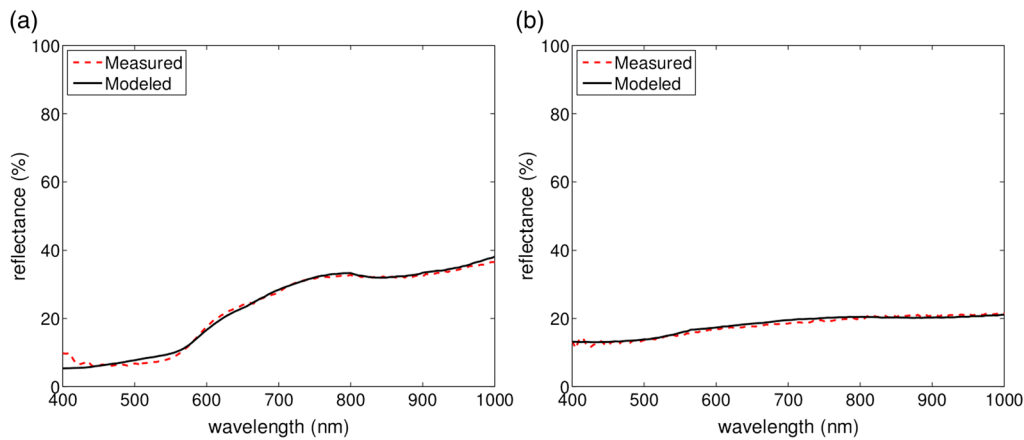 (a)
100
80
60
40
20
0
reflectance (%)
Measured
Modeled
400 500 600 700 800 900 1000
wavelength (nm)
(b)
100
80
60
40
20
0
reflectance (%)
Measured
Modeled
400 500 600 700 800 900 1000
wavelength (nm)